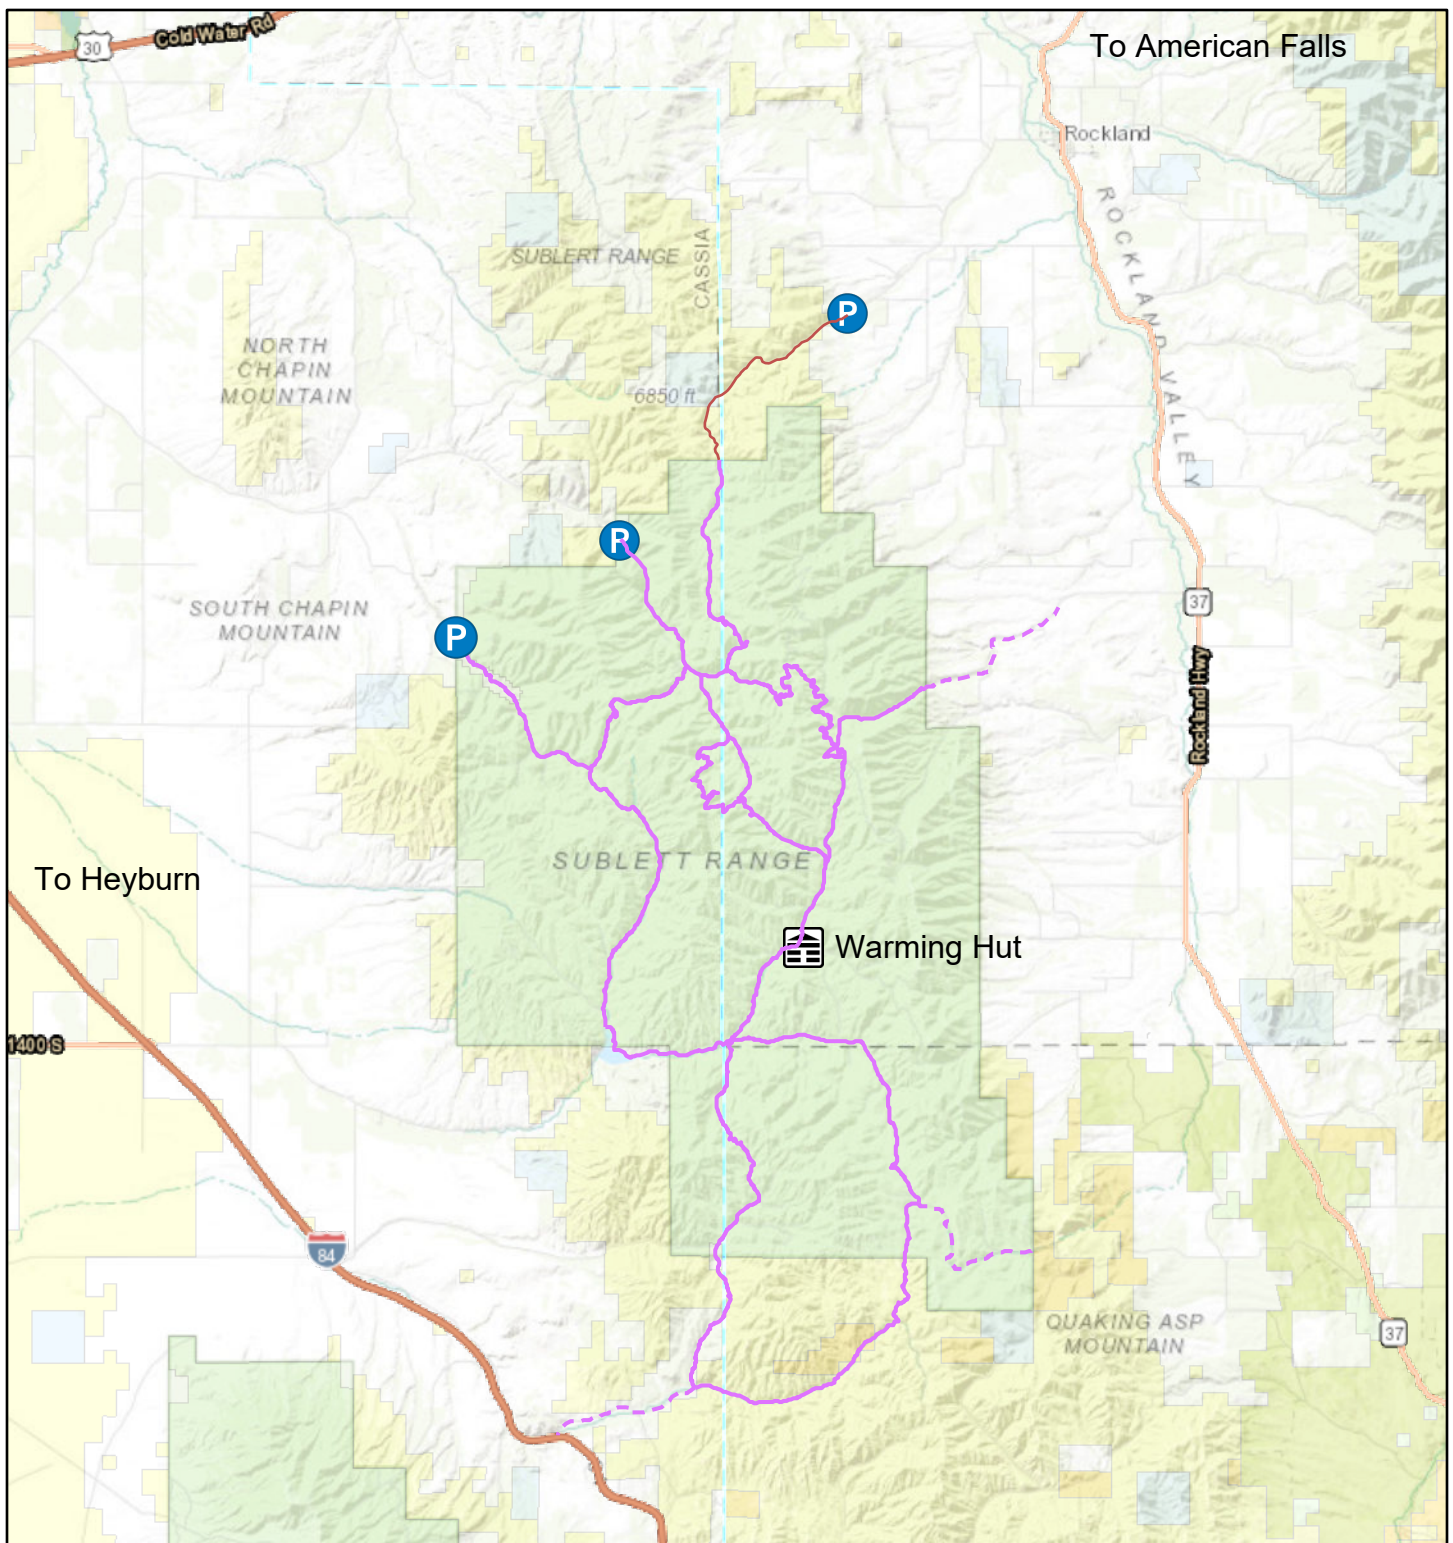 Cold Water Rd
30
To American Falls
Rockland
ROCKLAND VALLEY
SUBLERT RANGE
CASSIA
P
NORTH
CHAPIN
MOUNTAIN
6850 ft
P
SOUTH CHAPIN
MOUNTAIN
P
37
Rockland Hwy
SUBLETT RANGE
To Heyburn
Warming Hut
1400 S
84
QUAKING ASP
MOUNTAIN
37